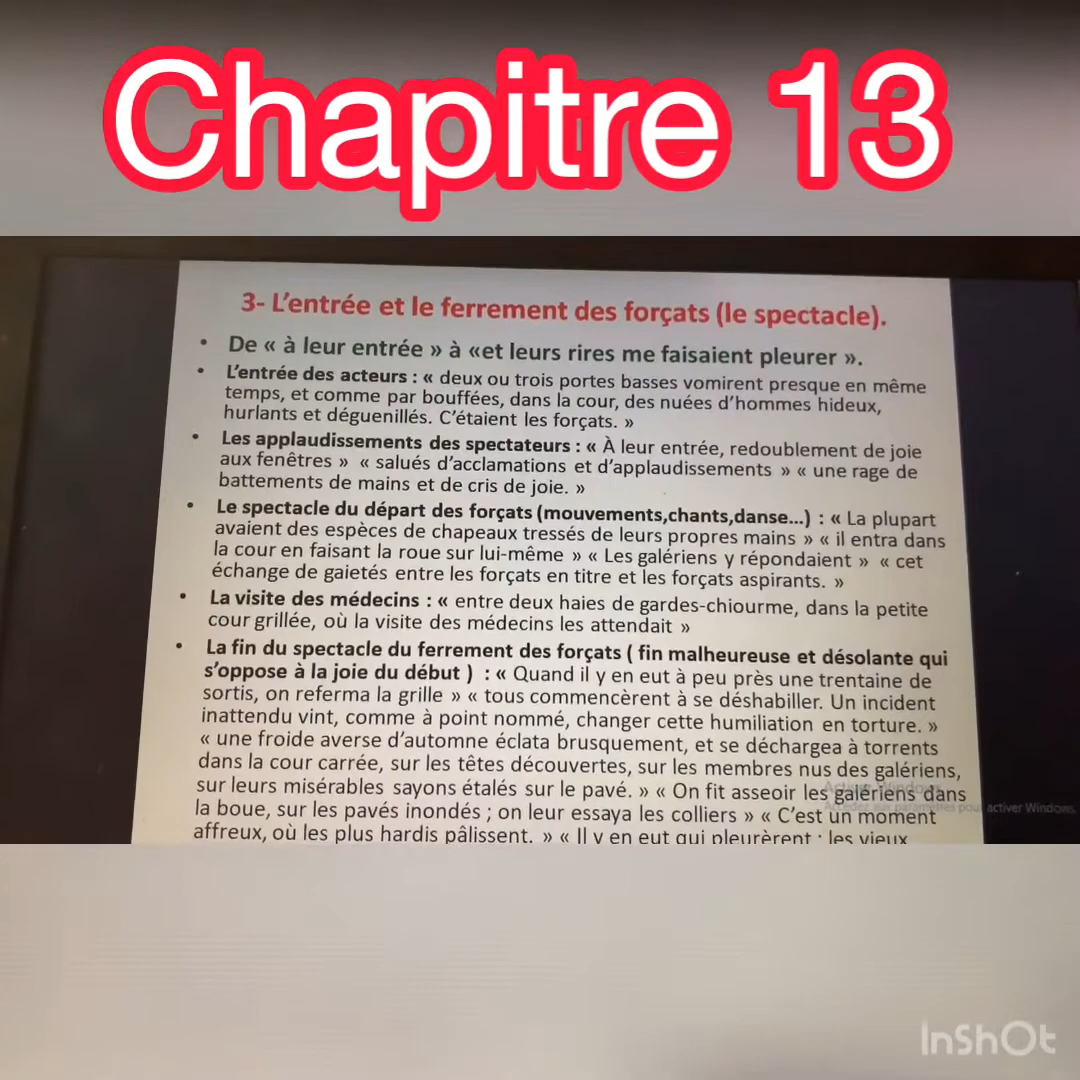 Chapitre 13
3- L'entrée et le ferrement des forçats (le spectacle).
• De « à leur entrée » à «et leurs rires me faisaient pleurer ».
• L'entrée des acteurs : « deux ou trois portes basses vomirent presque en même
temps, et comme par bouffées, dans la cour, des nuées d'hommes hideux,
hurlants et déguenillés. C'étaient les forçats. »
• Les applaudissements des spectateurs : « À leur entrée, redoublement de joie
aux fenêtres » « salués d'acclamations et d'applaudissements » « une rage de
battements de mains et de cris de joie. »
• Le spectacle du départ des forçats (mouvements,chants,danse...) : « La plupart
avaient des espèces de chapeaux tressés de leurs propres mains » « il entra dans
la cour en faisant la roue sur lui-même » « Les galériens y répondaient » « cet
échange de gaietés entre les forçats en titre et les forçats aspirants. »
• La visite des médecins : « entre deux haies de gardes-chiourme, dans la petite
cour grillée, où la visite des médecins les attendait »
• La fin du spectacle du ferrement des forçats ( fin malheureuse et désolante qui
s'oppose à la joie du début ) : « Quand il y en eut à peu près une trentaine de
sortis, on referma la grille » « tous commencèrent à se déshabiller. Un incident
inattendu vint, comme à point nommé, changer cette humiliation en torture. »
« une froide averse d'automne éclata brusquement, et se déchargea à torrents
dans la cour carrée, sur les têtes découvertes, sur les membres nus des galériens,
sur leurs misérables sayons étalés sur le pavé. » « On fit asseoir les galériens dans
la boue, sur les pavés inondés ; on leur essaya les colliers » « C'est un moment
affreux, où les plus hardis pâlissent. » « Il y en eut qui pleurèrent ; les vieux
Activer Windows
Accédez aux paramètres pour activer Windows.
InShOt